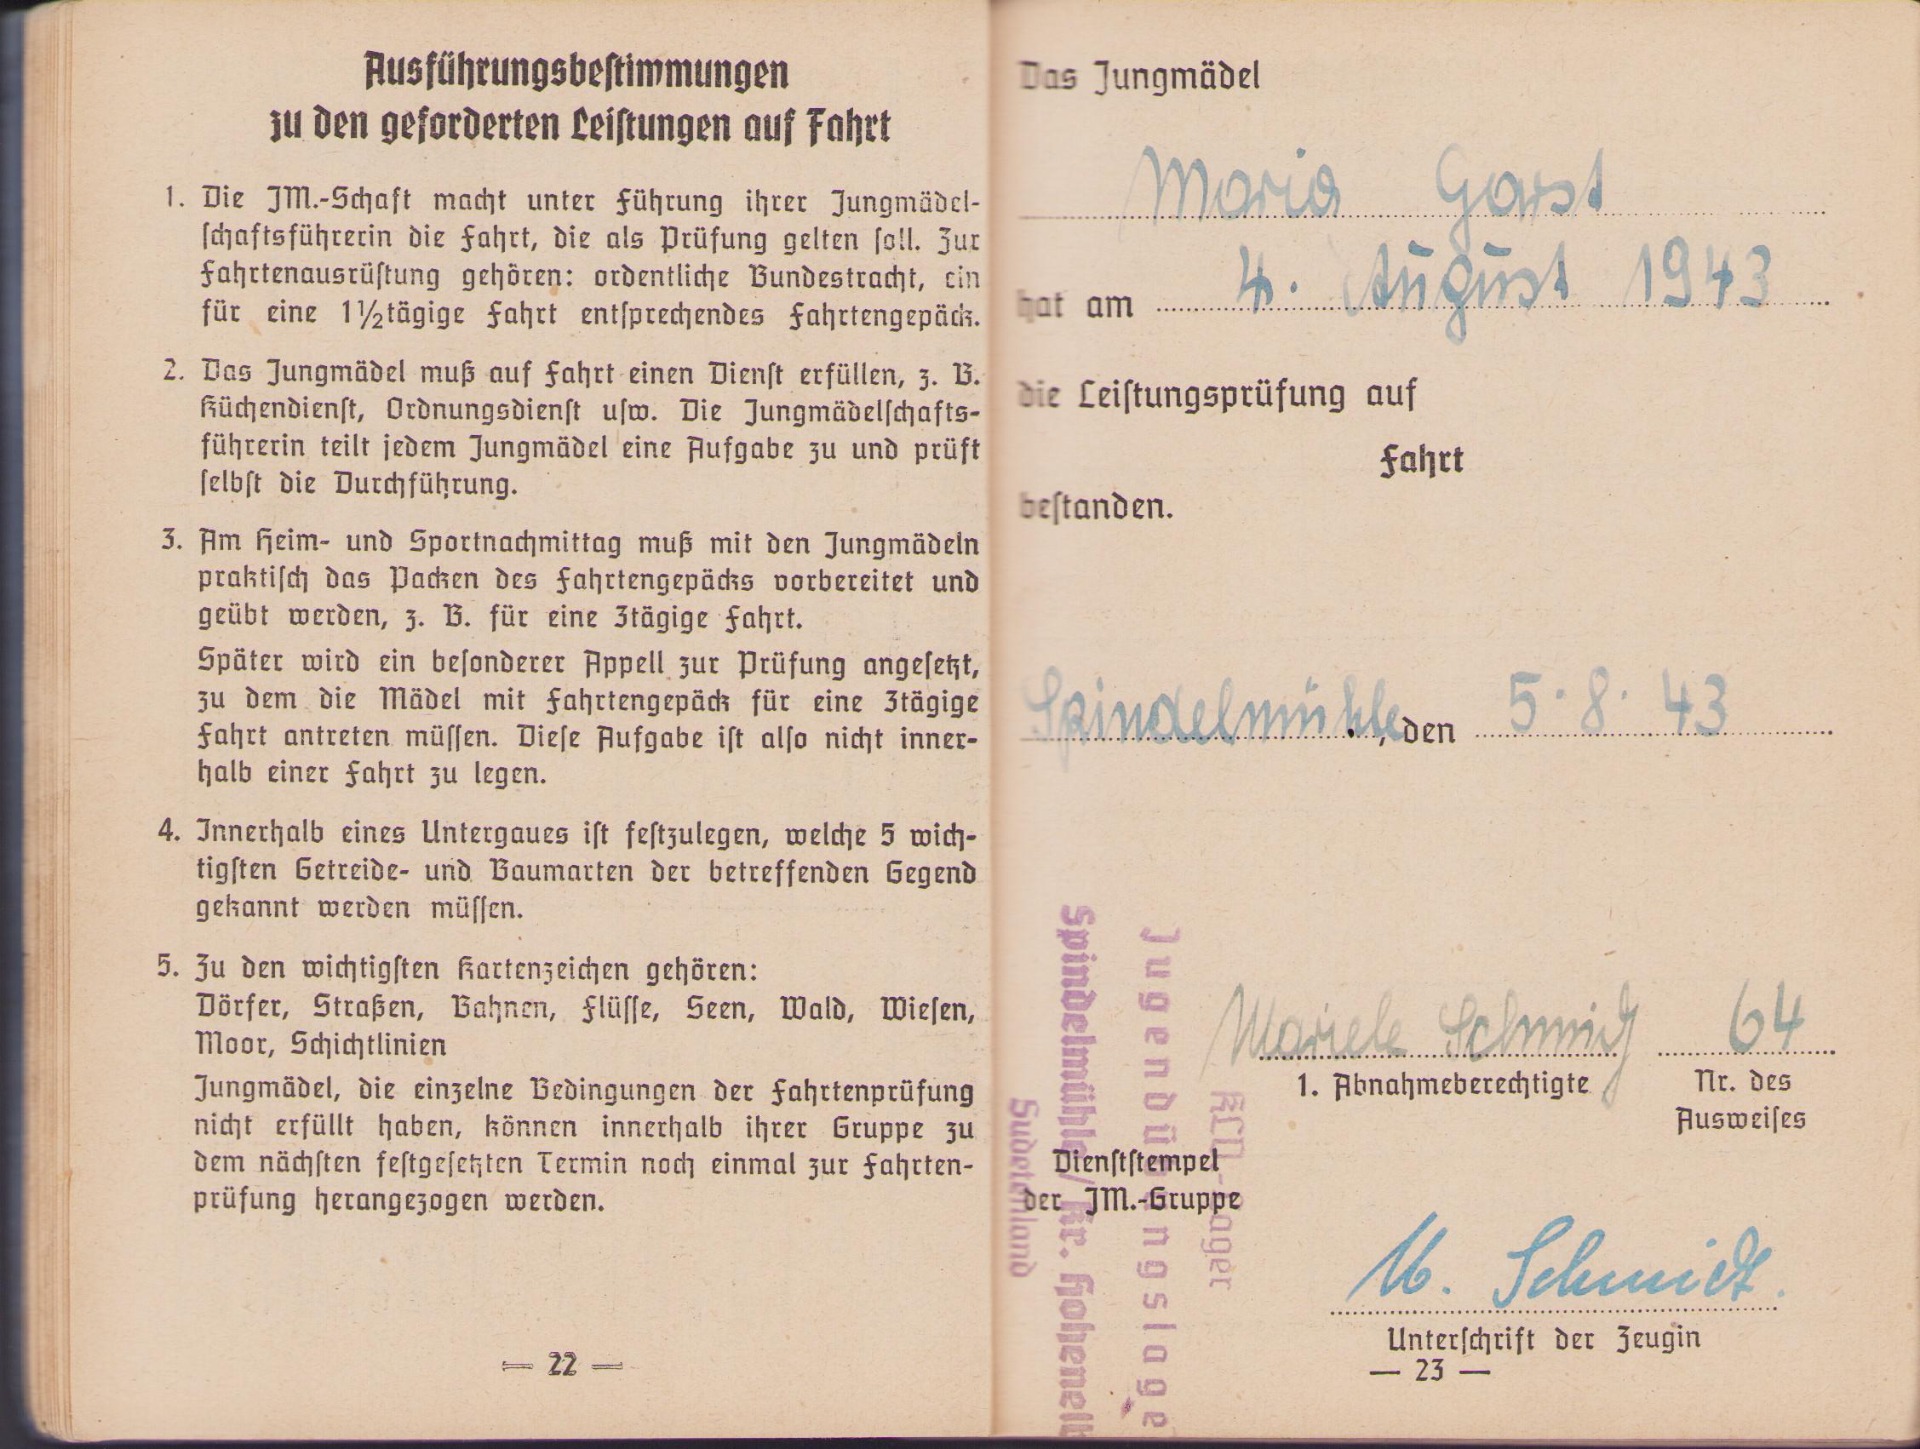 Ausführungsbestimmungen
zu den geforderten Leistungen auf Fahrt
1. Die JM.-Schaft macht unter Führung ihrer Jungmädel-
schaftsführerin die Fahrt, die als Prüfung gelten soll. Zur
Fahrtenausrüstung gehören: ordentliche Bundestracht, ein
für eine 1½tägige Fahrt entsprechendes Fahrtengepäck.
2. Das Jungmädel muß auf Fahrt einen Dienst erfüllen, z. B.
Küchendienst, Ordnungsdienst usw. Die Jungmädelschafts-
führerin teilt jedem Jungmädel eine Aufgabe zu und prüft
selbst die Durchführung.
3. Am Heim- und Sportnachmittag muß mit den Jungmädeln
praktisch das Packen des Fahrtengepäcks vorbereitet und
geübt werden, z. B. für eine 3tägige Fahrt.
Später wird ein besonderer Appell zur Prüfung angesetzt,
zu dem die Mädel mit Fahrtengepäck für eine 3tägige
Fahrt antreten müssen. Diese Aufgabe ist also nicht inner-
halb einer Fahrt zu legen.
4. Innerhalb eines Untergaues ist festzulegen, welche 5 wich-
tigsten Getreide- und Baumarten der betreffenden Gegend
gekannt werden müssen.
5. Zu den wichtigsten Kartenzeichen gehören:
Dörfer, Straßen, Bahnen, Flüsse, Seen, Wald, Wiesen,
Moor, Schichtlinien
Jungmädel, die einzelne Bedingungen der Fahrtenprüfung
nicht erfüllt haben, können innerhalb ihrer Gruppe zu
dem nächsten festgesetzten Termin noch einmal zur Fahrten-
prüfung herangezogen werden.
— 22 —
Das Jungmädel
Maria Garst
hat am 4. August 1943
die Leistungsprüfung auf
Fahrt
bestanden.
Spindelmühle, den 5.8.43
Mariele Schmidt 64
1. Abnahmeberechtigte Nr. des
Ausweises
Dienststempel
der JM.-Gruppe
KLV-Lager
Jugenderholungslage
Spindelmühle/Kr. Hohenelb
Sudetenland
M. Schmidt.
Unterschrift der Zeugin
— 23 —